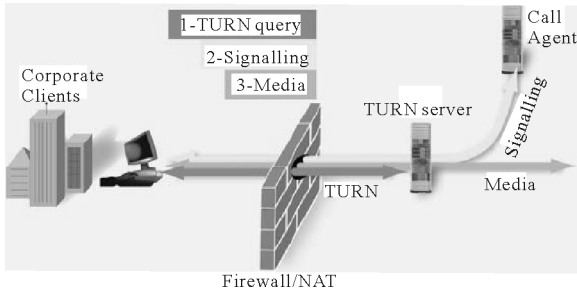 1-TURN query
2-Signalling
3-Media
Call
Agent
Corporate
Clients
TURN server
Signalling
TURN
Media
Firewall/NAT